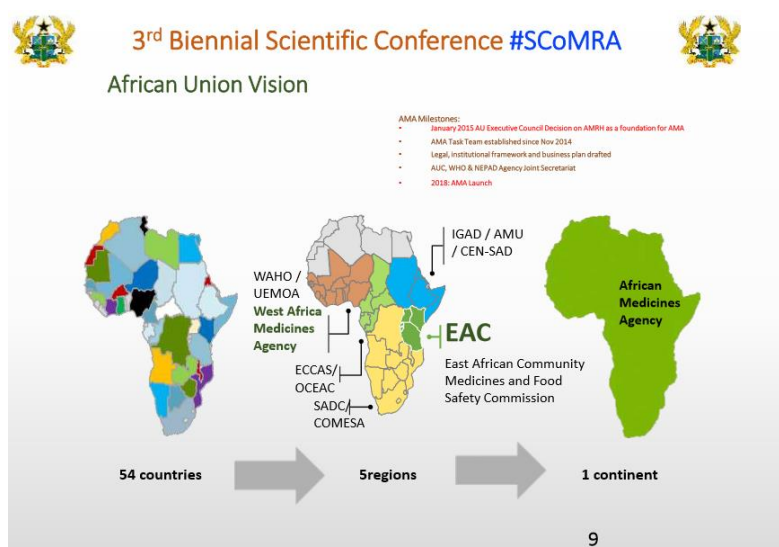 3rd Biennial Scientific Conference #SCoMRA
African Union Vision
AMA Milestones:
• January 2015 AU Executive Council Decision on AMRH as a foundation for AMA
• AMA Task Team established since Nov 2014
• Legal, institutional framework and business plan drafted
• AUC, WHO & NEPAD Agency Joint Secretariat
• 2018: AMA Launch
IGAD / AMU
/ CEN-SAD
WAHO /
UEMOA
West Africa
Medicines
Agency
African
Medicines
Agency
EAC
East African Community
Medicines and Food
Safety Commission
ECCAS/
OCEAC
SADC/
COMESA
54 countries
5regions
1 continent
9